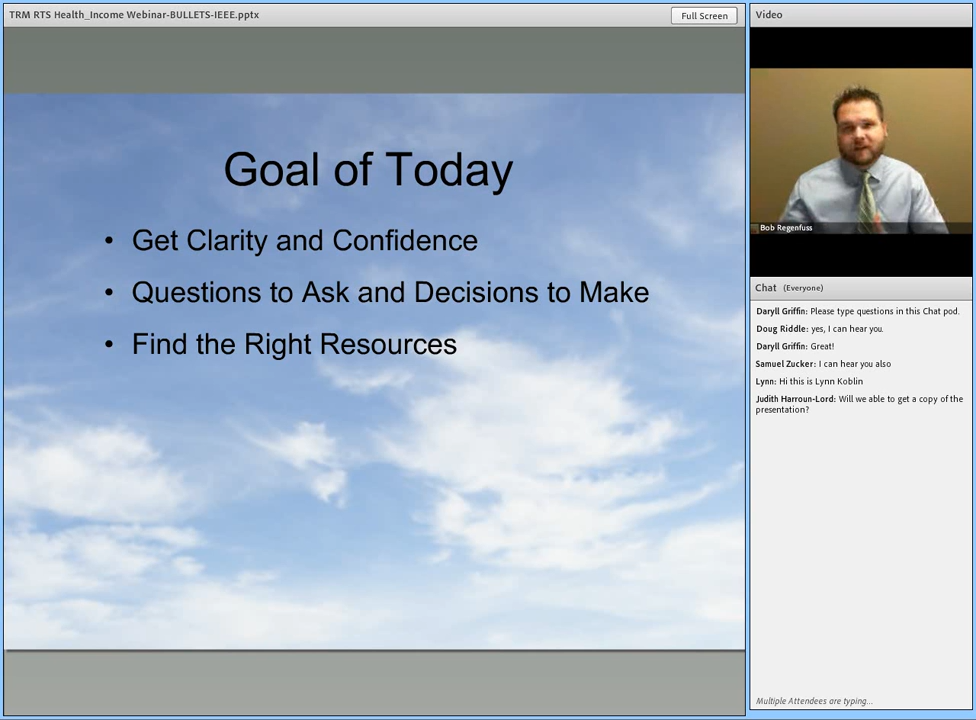 TRM RTS Health_Income Webinar-BULLETS-IEEE.pptx
Full Screen
Goal of Today
• Get Clarity and Confidence
• Questions to Ask and Decisions to Make
• Find the Right Resources
Video
Bob Regenfuss
Chat (Everyone)
Daryll Griffin: Please type questions in this Chat pod.
Doug Riddle: yes, I can hear you.
Daryll Griffin: Great!
Samuel Zucker: I can hear you also
Lynn: Hi this is Lynn Koblin
Judith Harroun-Lord: Will we able to get a copy of the
presentation?
Multiple Attendees are typing...